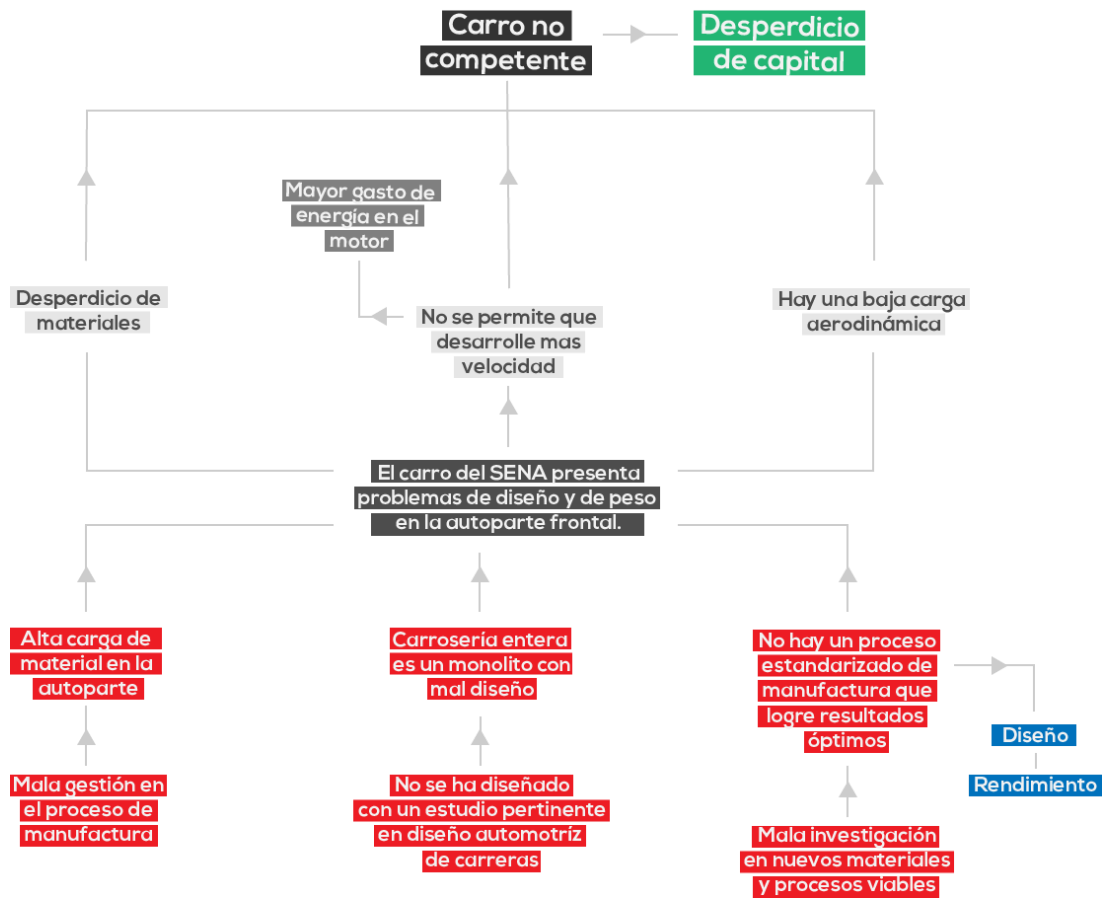 Carro no
competente
Desperdicio
de capital
Mayor gasto de
energía en el
motor
Desperdicio de
materiales
No se permite que
desarrolle mas
velocidad
Hay una baja carga
aerodinámica
El carro del SENA presenta
problemas de diseño y de peso
en la autoparte frontal.
Alta carga de
material en la
autoparte
Carrosería entera
es un monolito con
mal diseño
No hay un proceso
estandarizado de
manufactura que
logre resultados
óptimos
Diseño
Rendimiento
Mala gestión en
el proceso de
manufactura
No se ha diseñado
con un estudio pertinente
en diseño automotríz
de carreras
Mala investigación
en nuevos materiales
y procesos viables